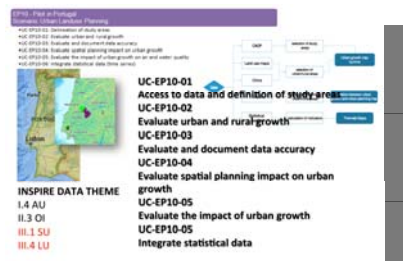 EP10 - Pilot in Portugal
Scenario Urban Landuse Planning
•UC-EP10-01: Delineation of study areas
•UC-EP10-02: Evaluate urban and rural growth
•UC-EP10-03: Evaluate and document data accuracy
•UC-EP10-04: Evaluate spatial planning impact on urban growth
•UC-EP10-05: Evaluate the impact of urban growth on air and water quality
•UC-EP10-06: Integrate statistical data (time series)
UC-EP10-01
Access to data and definition of study areas
UC-EP10-02
Evaluate urban and rural growth
UC-EP10-03
Evaluate and document data accuracy
UC-EP10-04
Evaluate spatial planning impact on urban
growth
UC-EP10-05
Evaluate the impact of urban growth
UC-EP10-05
Integrate statistical data
Lisbon
INSPIRE DATA THEME
I.4 AU
II.3 OI
III.1 SU
III.4 LU